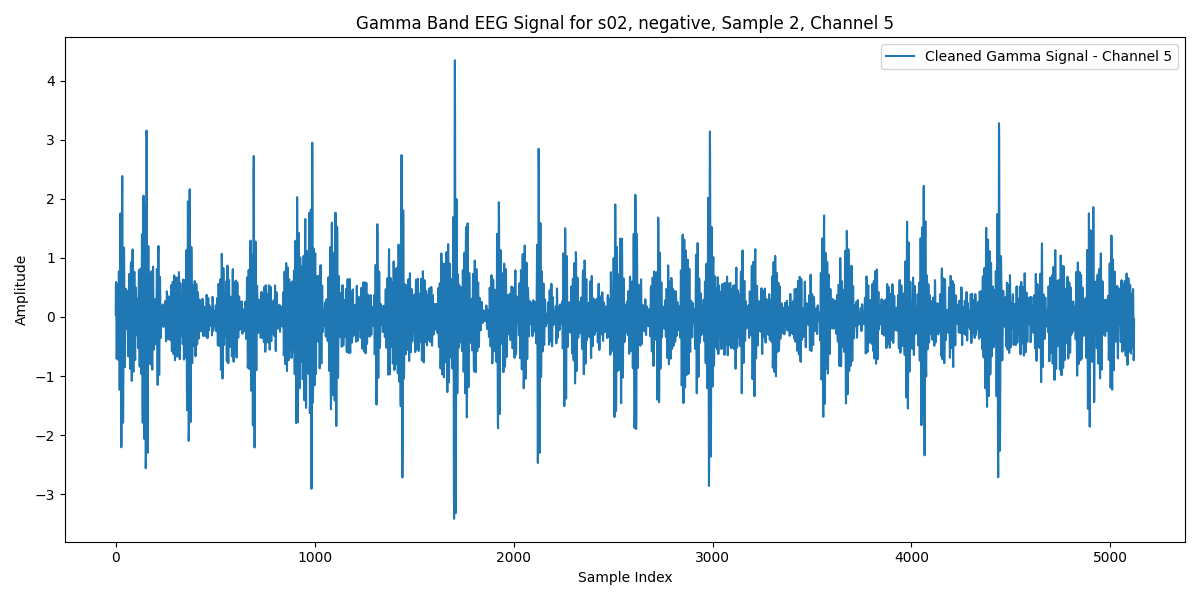 Gamma Band EEG Signal for s02, negative, Sample 2, Channel 5
Cleaned Gamma Signal - Channel 5
4
3
2
1
0
−1
−2
−3
Amplitude
0 1000 2000 3000 4000 5000
Sample Index